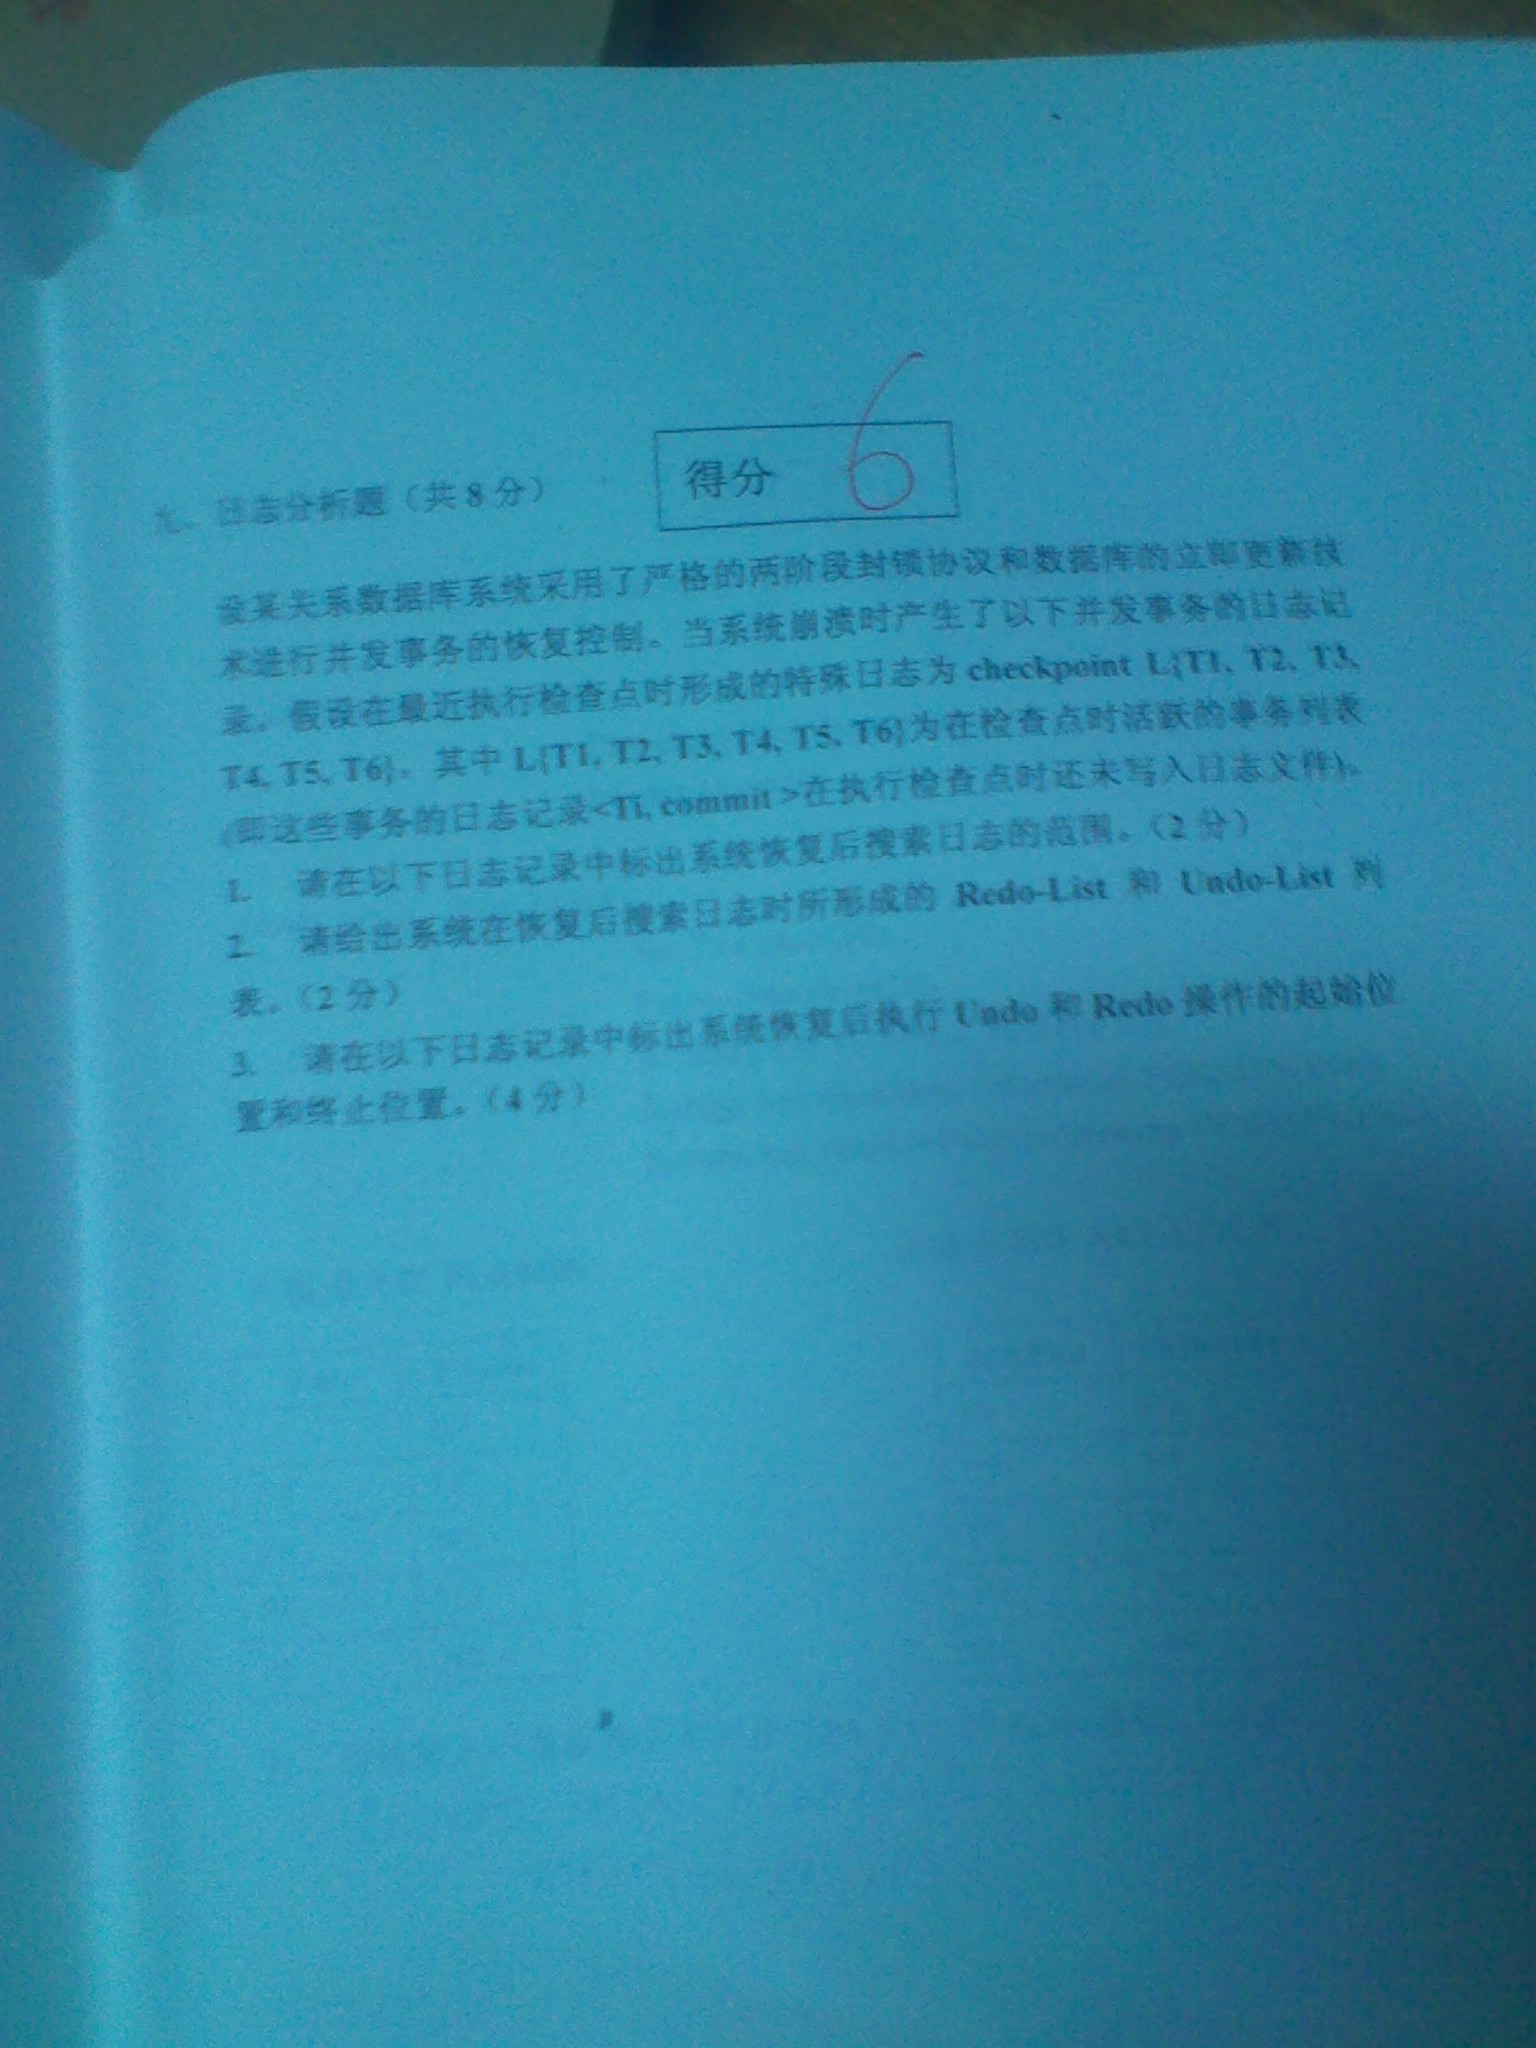 得分 6
九、日志分析题（共 8 分）
设某关系数据库系统采用了严格的两阶段封锁协议和数据库的立即更新技
术进行并发事务的恢复控制。当系统崩溃时产生了以下并发事务的日志记
录。假设在最近执行检查点时形成的特殊日志为 checkpoint L{T1, T2, T3,
T4, T5, T6}。其中 L{T1, T2, T3, T4, T5, T6}为在检查点时活跃的事务列表
(即这些事务的日志记录<Ti, commit >在执行检查点时还未写入日志文件)。
1. 请在以下日志记录中标出系统恢复后搜索日志的范围。（2 分）
2. 请给出系统在恢复后搜索日志时所形成的 Redo-List 和 Undo-List 列
表。（2 分）
3. 请在以下日志记录中标出系统恢复后执行 Undo 和 Redo 操作的起始位
置和终止位置。（4 分）